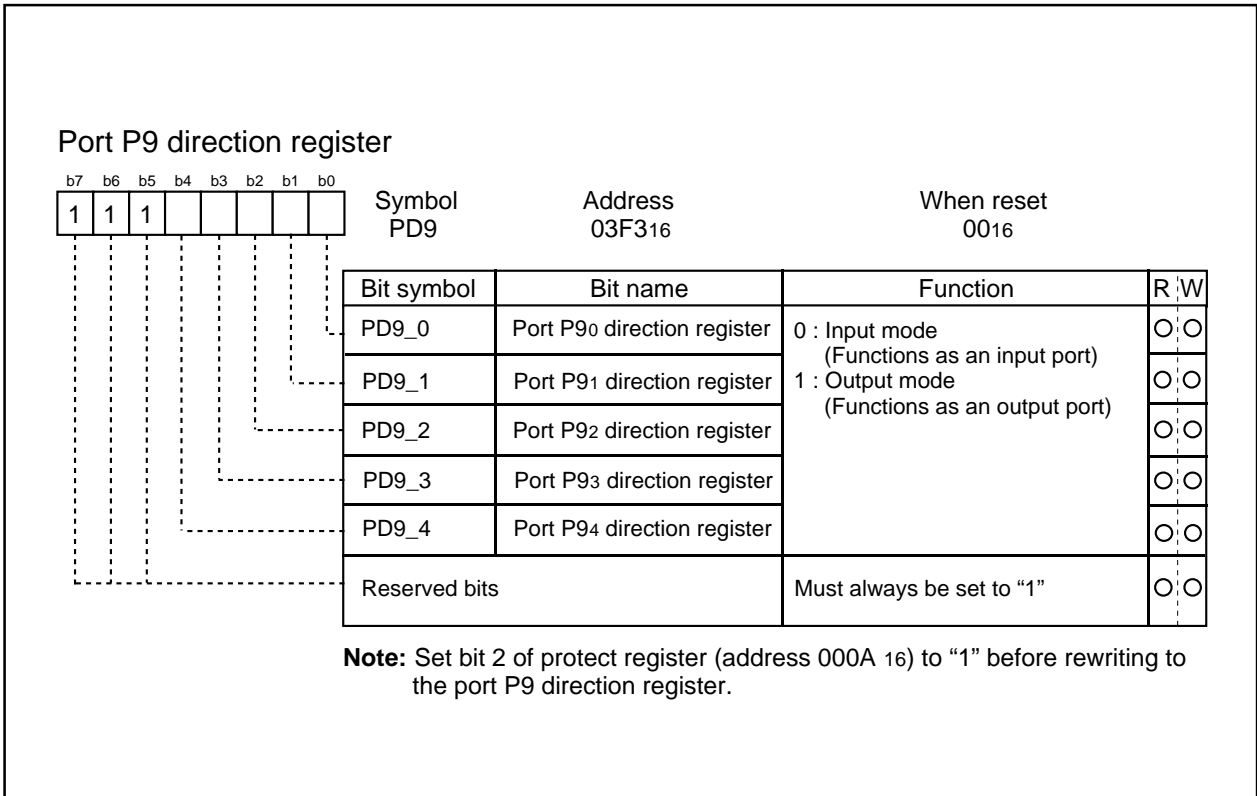 Port P9 direction register
b7 b6 b5 b4 b3 b2 b1 b0
1 1 1
Symbol Address When reset
PD9 03F316 0016
Bit symbol Bit name Function R W
PD9_0 Port P90 direction register 0 : Input mode
(Functions as an input port)
PD9_1 Port P91 direction register 1 : Output mode
(Functions as an output port)
PD9_2 Port P92 direction register
PD9_3 Port P93 direction register
PD9_4 Port P94 direction register
Reserved bits Must always be set to “1”
Note: Set bit 2 of protect register (address 000A 16) to “1” before rewriting to
the port P9 direction register.